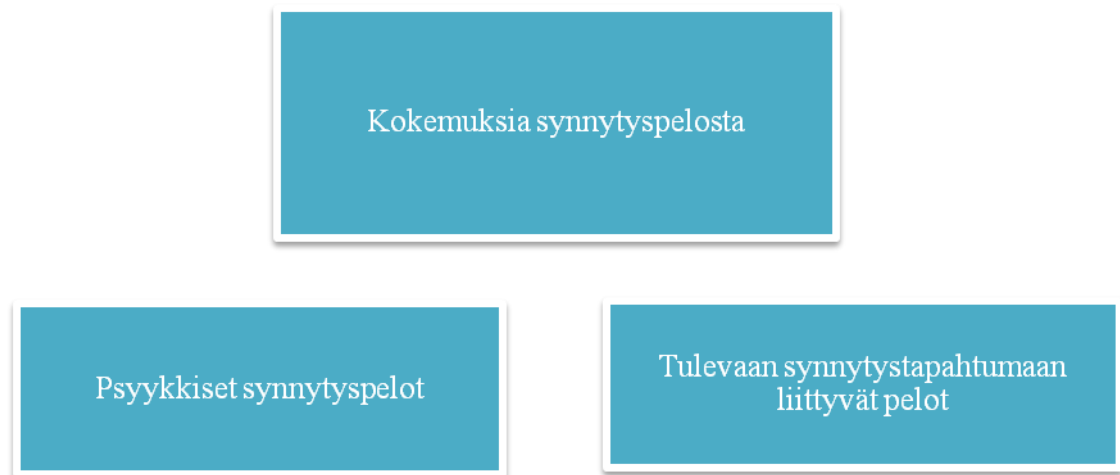 Kokemuksia synnytyspelosta
Psyykkiset synnytyspelot
Tulevaan synnytystapahtumaan
liittyvät pelot